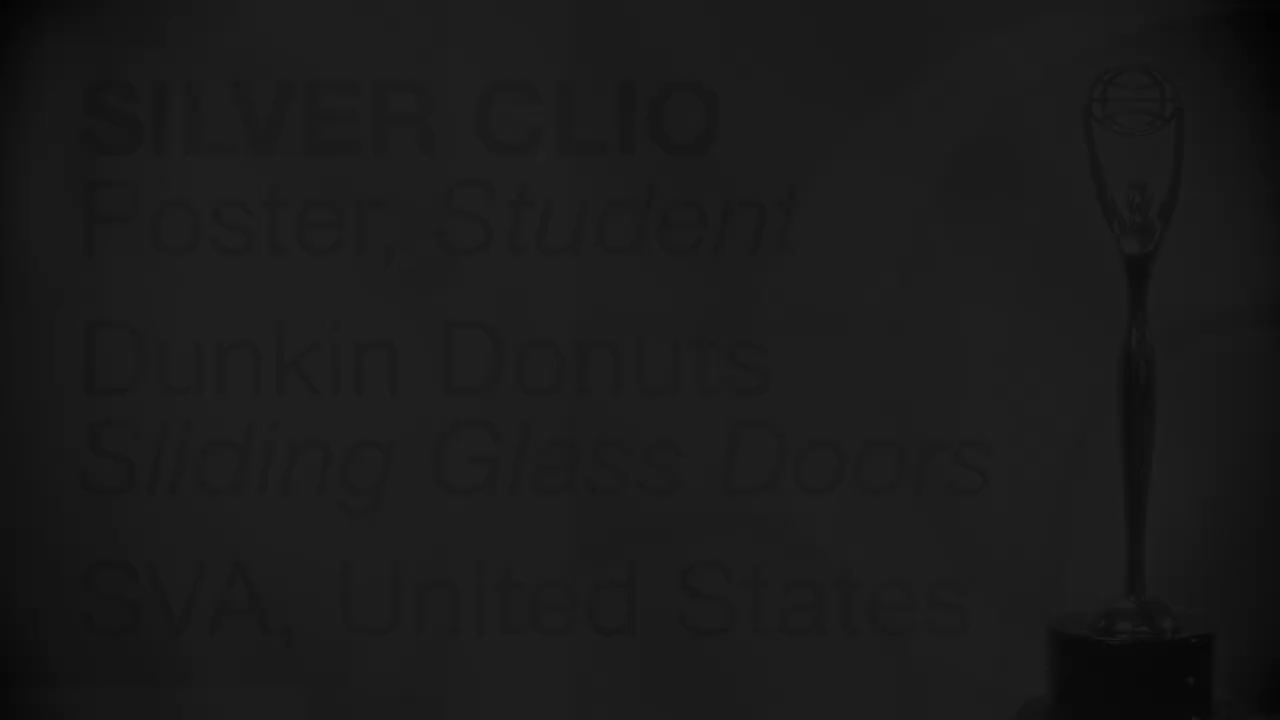 SILVER CLIO
Poster, Student
Dunkin Donuts
Sliding Glass Doors
SVA, United States